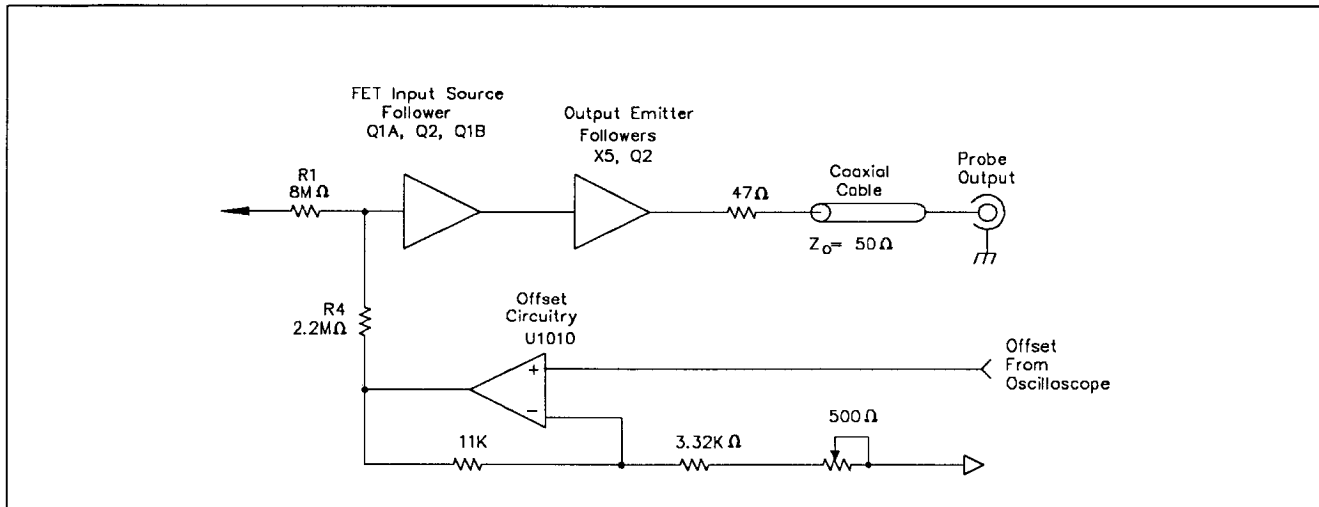 FET Input Source
Follower
Q1A, Q2, Q1B
Output Emitter
Followers
X5, Q2
R1
8MΩ
47Ω
Coaxial
Cable
Zo= 50Ω
Probe
Output
R4
2.2MΩ
Offset
Circuitry
U1010
+
−
Offset
From
Oscilloscope
11K
3.32KΩ
500Ω